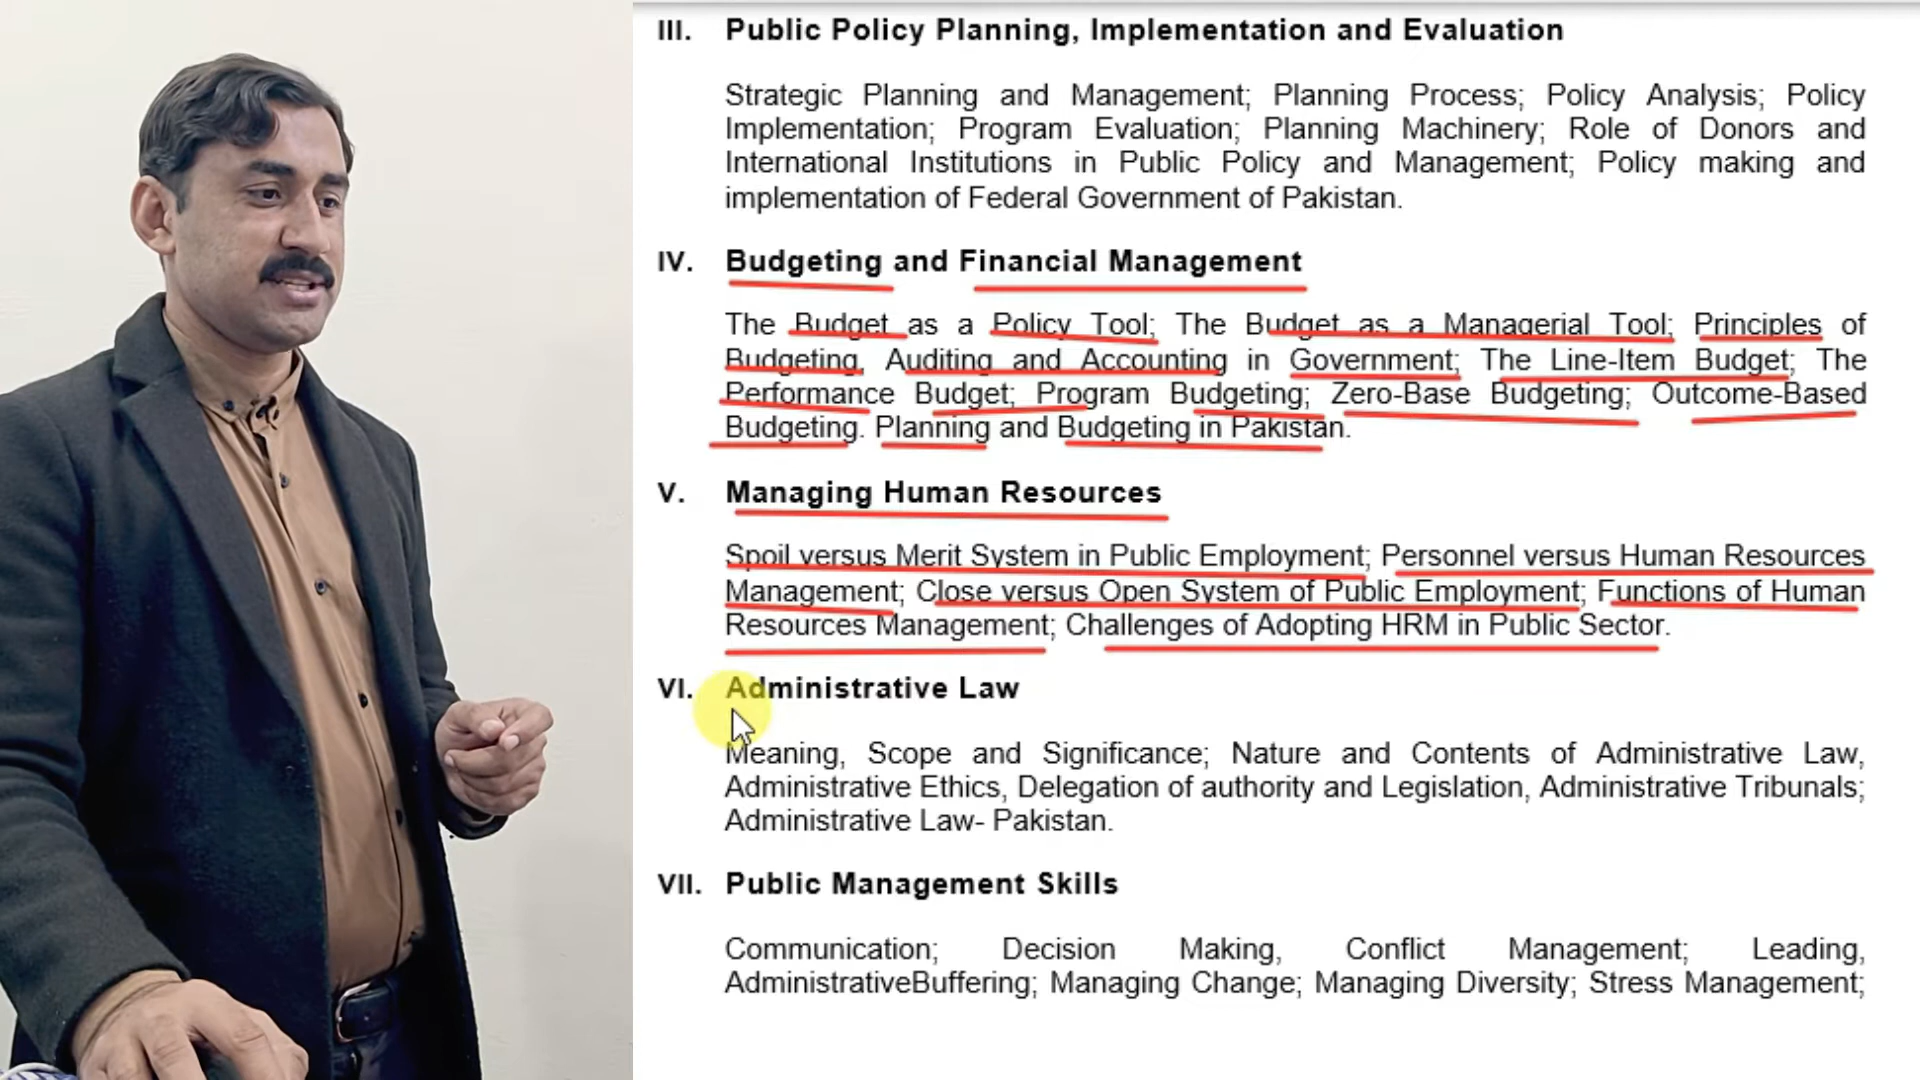 III. Public Policy Planning, Implementation and Evaluation
Strategic Planning and Management; Planning Process; Policy Analysis; Policy
Implementation; Program Evaluation; Planning Machinery; Role of Donors and
International Institutions in Public Policy and Management; Policy making and
implementation of Federal Government of Pakistan.
IV. Budgeting and Financial Management
The Budget as a Policy Tool; The Budget as a Managerial Tool; Principles of
Budgeting, Auditing and Accounting in Government; The Line-Item Budget; The
Performance Budget; Program Budgeting; Zero-Base Budgeting; Outcome-Based
Budgeting. Planning and Budgeting in Pakistan.
V. Managing Human Resources
Spoil versus Merit System in Public Employment; Personnel versus Human Resources
Management; Close versus Open System of Public Employment; Functions of Human
Resources Management; Challenges of Adopting HRM in Public Sector.
VI. Administrative Law
Meaning, Scope and Significance; Nature and Contents of Administrative Law,
Administrative Ethics, Delegation of authority and Legislation, Administrative Tribunals;
Administrative Law- Pakistan.
VII. Public Management Skills
Communication; Decision Making, Conflict Management; Leading,
AdministrativeBuffering; Managing Change; Managing Diversity; Stress Management;